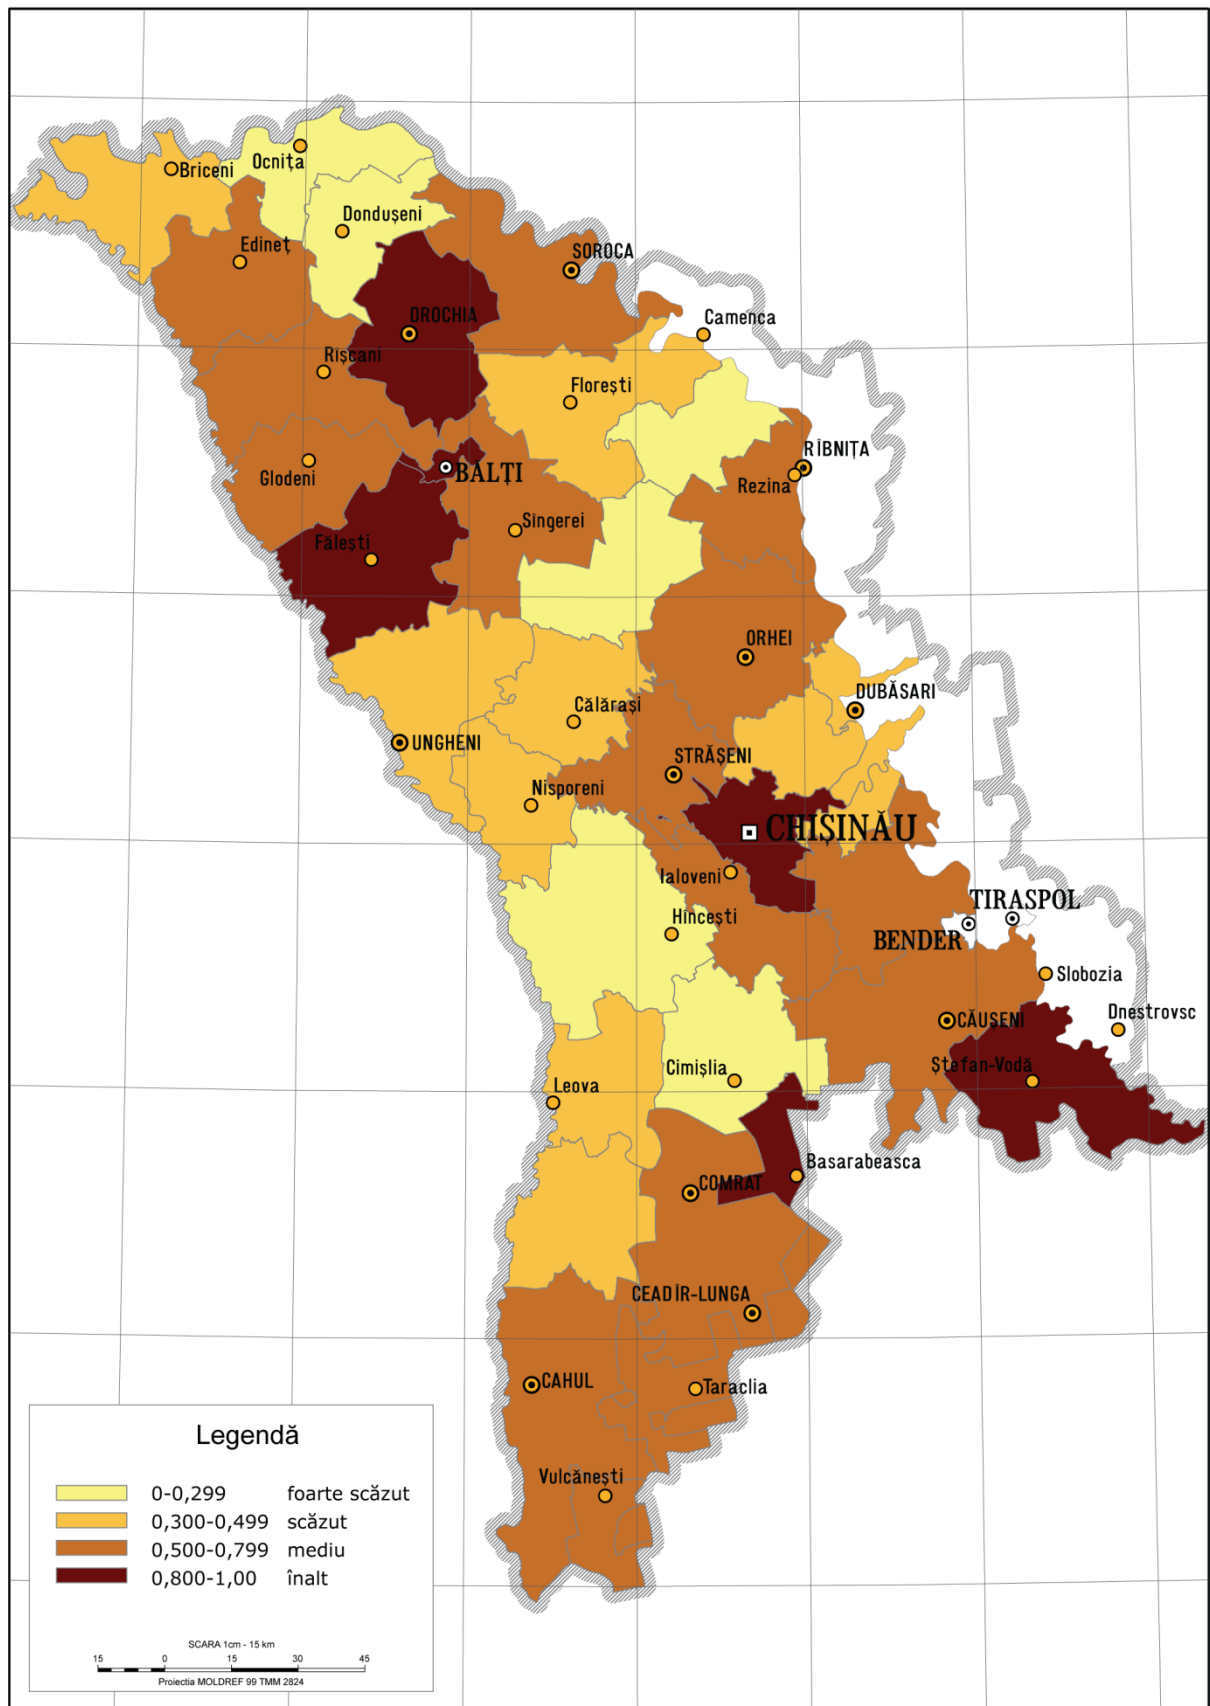 Ocnița
Briceni
Dondușeni
Edineț
SOROCA
DROCHIA
Camenca
Rîșcani
Florești
RÎBNIȚA
BĂLȚI
Glodeni
Rezina
Sîngerei
Fălești
ORHEI
DUBĂSARI
Călărași
UNGHENI
STRĂȘENI
Nisporeni
CHIȘINĂU
Ialoveni
TIRASPOL
Hîncești
BENDER
Slobozia
Dnestrovsc
CĂUȘENI
Ștefan-Vodă
Cimișlia
Leova
Basarabeasca
COMRAT
CEADÎR-LUNGA
CAHUL
Taraclia
Vulcănești
Legendă
0-0,299 foarte scăzut
0,300-0,499 scăzut
0,500-0,799 mediu
0,800-1,00 înalt
SCARA 1cm - 15 km
15 0 15 30 45
Proiectia MOLDREF 99 TMM 2824